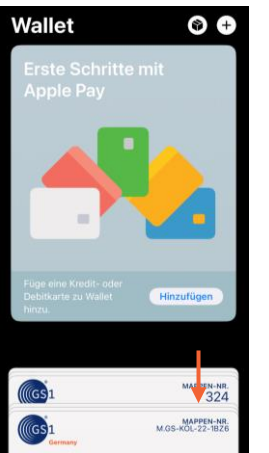 Wallet
Erste Schritte mit
Apple Pay
Füge eine Kredit- oder
Debitkarte zu Wallet
hinzu.
Hinzufügen
GS1
MAPPEN-NR.
324
GS1
Germany
MAPPEN-NR.
M.GS-KÖL-22-1BZ6